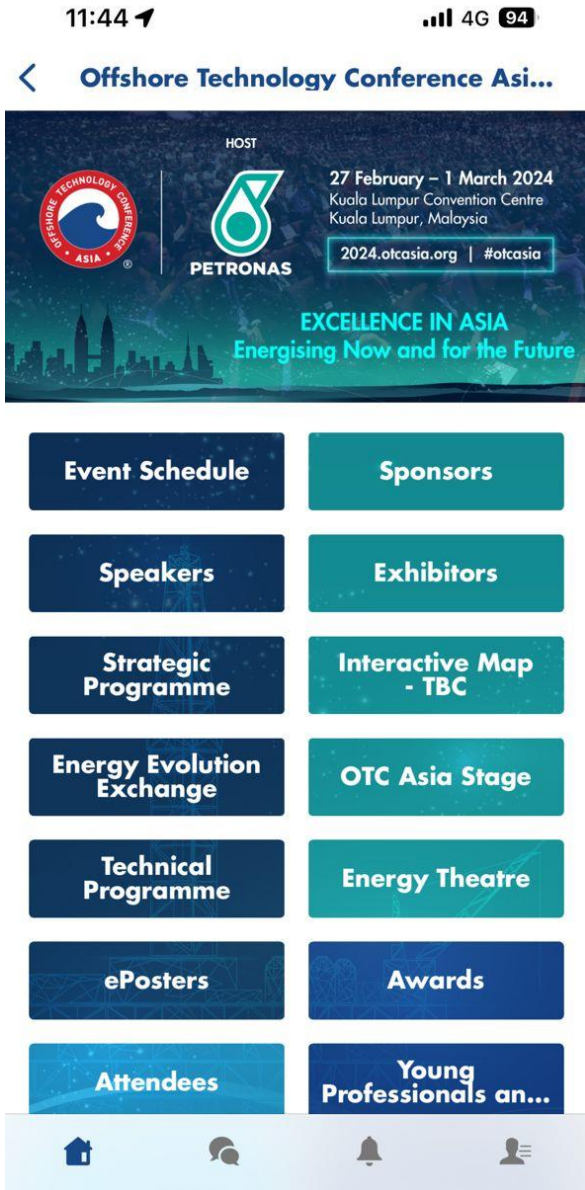 11:44
4G 94
Offshore Technology Conference Asi...
OFFSHORE TECHNOLOGY CONFERENCE
ASIA
®
HOST
PETRONAS
27 February – 1 March 2024
Kuala Lumpur Convention Centre
Kuala Lumpur, Malaysia
2024.otcasia.org | #otcasia
EXCELLENCE IN ASIA
Energising Now and for the Future
Event Schedule
Sponsors
Speakers
Exhibitors
Strategic
Programme
Interactive Map
- TBC
Energy Evolution
Exchange
OTC Asia Stage
Technical
Programme
Energy Theatre
ePosters
Awards
Attendees
Young
Professionals an...